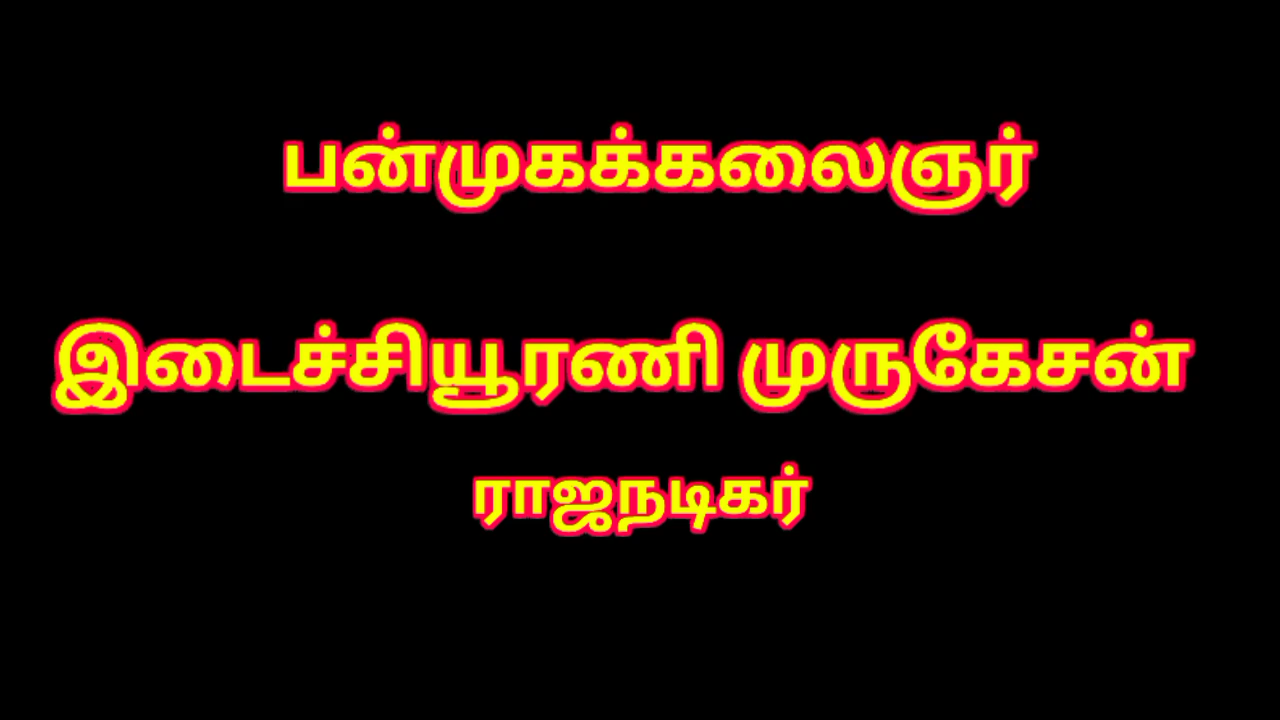 பன்முகக்கலைஞர்
இடைச்சியூரணி முருகேசன்
ராஜநடிகர்